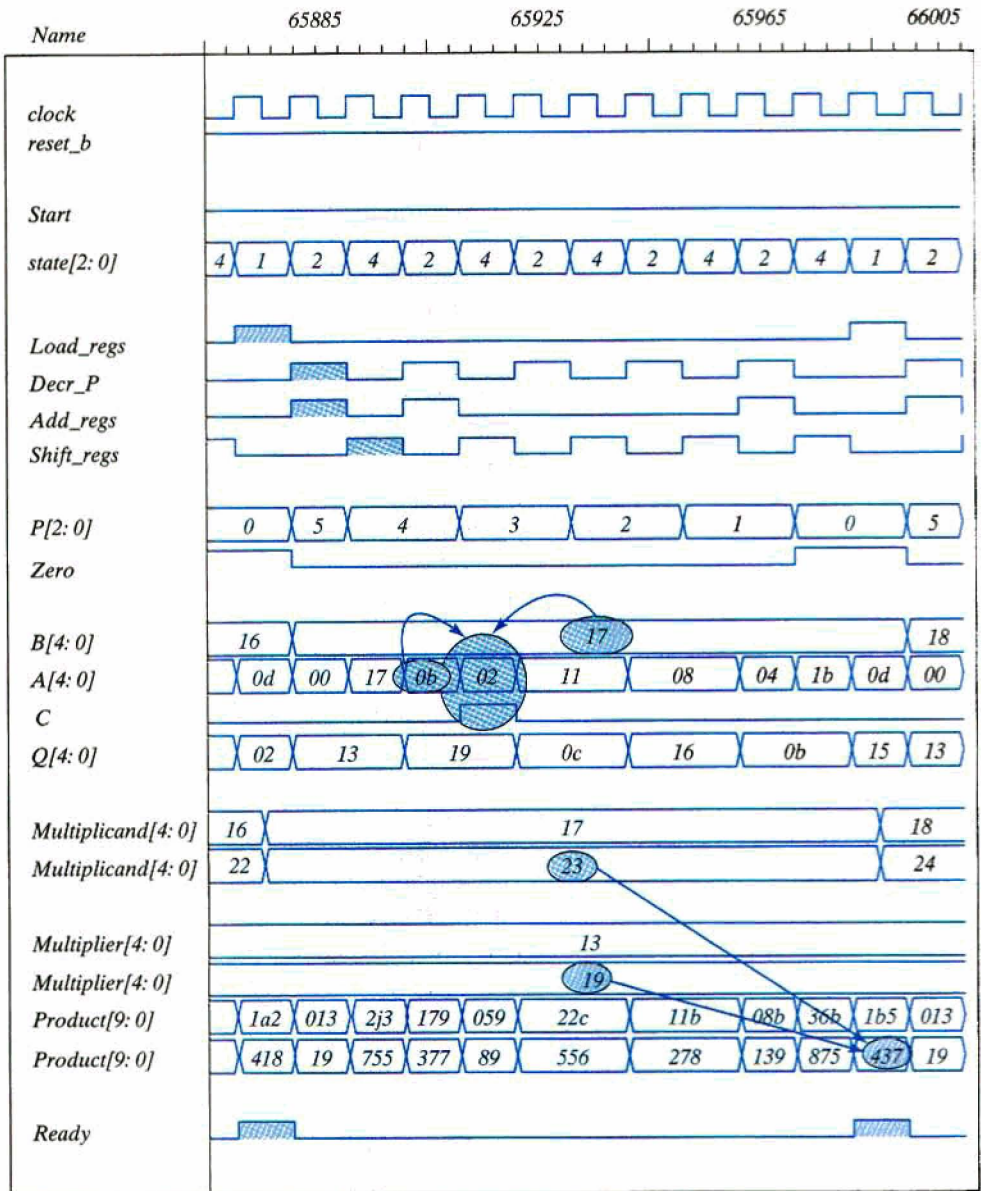 Name 65885 65925 65965 66005
clock
reset_b
Start
state[2: 0] 4 1 2 4 2 4 2 4 2 4 2 4 1 2
Load_regs
Decr_P
Add_regs
Shift_regs
P[2: 0] 0 5 4 3 2 1 0 5
Zero
B[4: 0] 16 17 18
A[4: 0] 0d 00 17 0b 02 11 08 04 1b 0d 00
C
Q[4: 0] 02 13 19 0c 16 0b 15 13
Multiplicand[4: 0] 16 17 18
Multiplicand[4: 0] 22 23 24
Multiplier[4: 0] 13
Multiplier[4: 0] 19
Product[9: 0] 1a2 013 2j3 179 059 22c 11b 08b 36b 1b5 013
Product[9: 0] 418 19 755 377 89 556 278 139 875 437 19
Ready